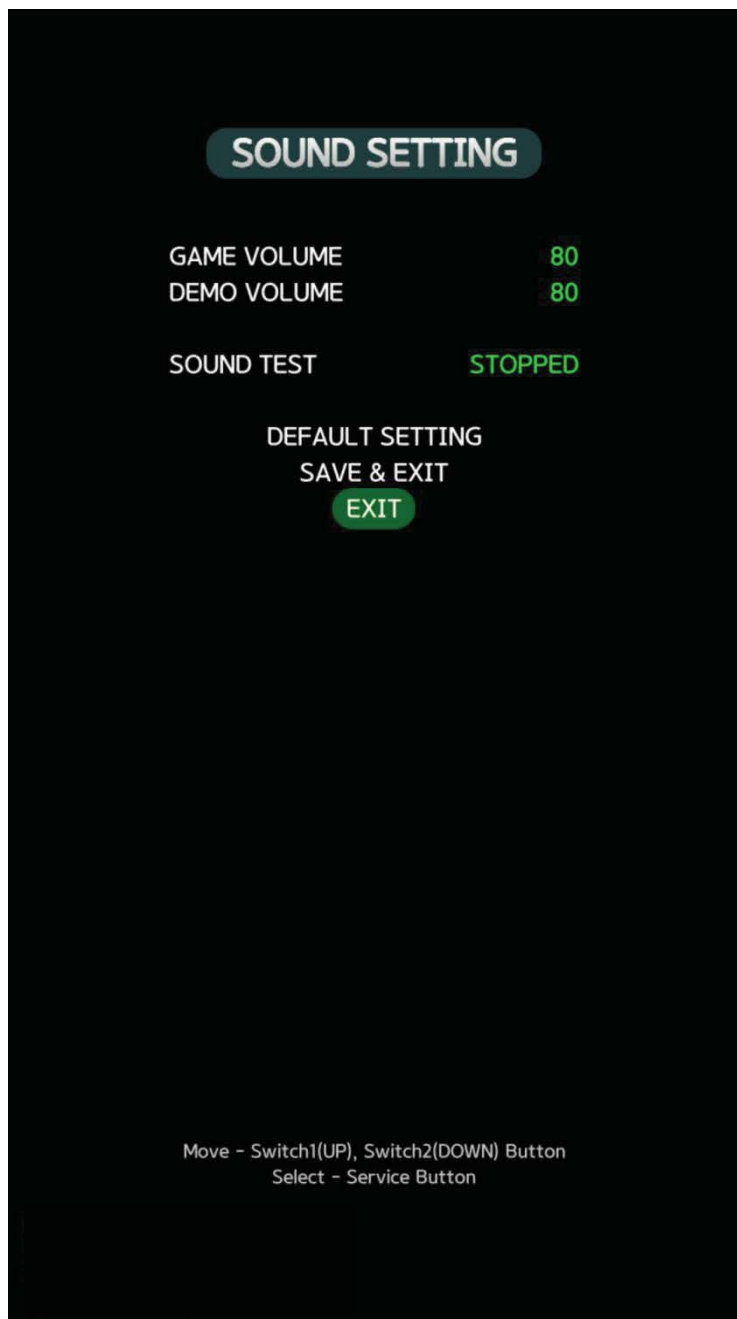 SOUND SETTING
GAME VOLUME 80
DEMO VOLUME 80
SOUND TEST STOPPED
DEFAULT SETTING
SAVE & EXIT
EXIT
Move - Switch1(UP), Switch2(DOWN) Button
Select - Service Button